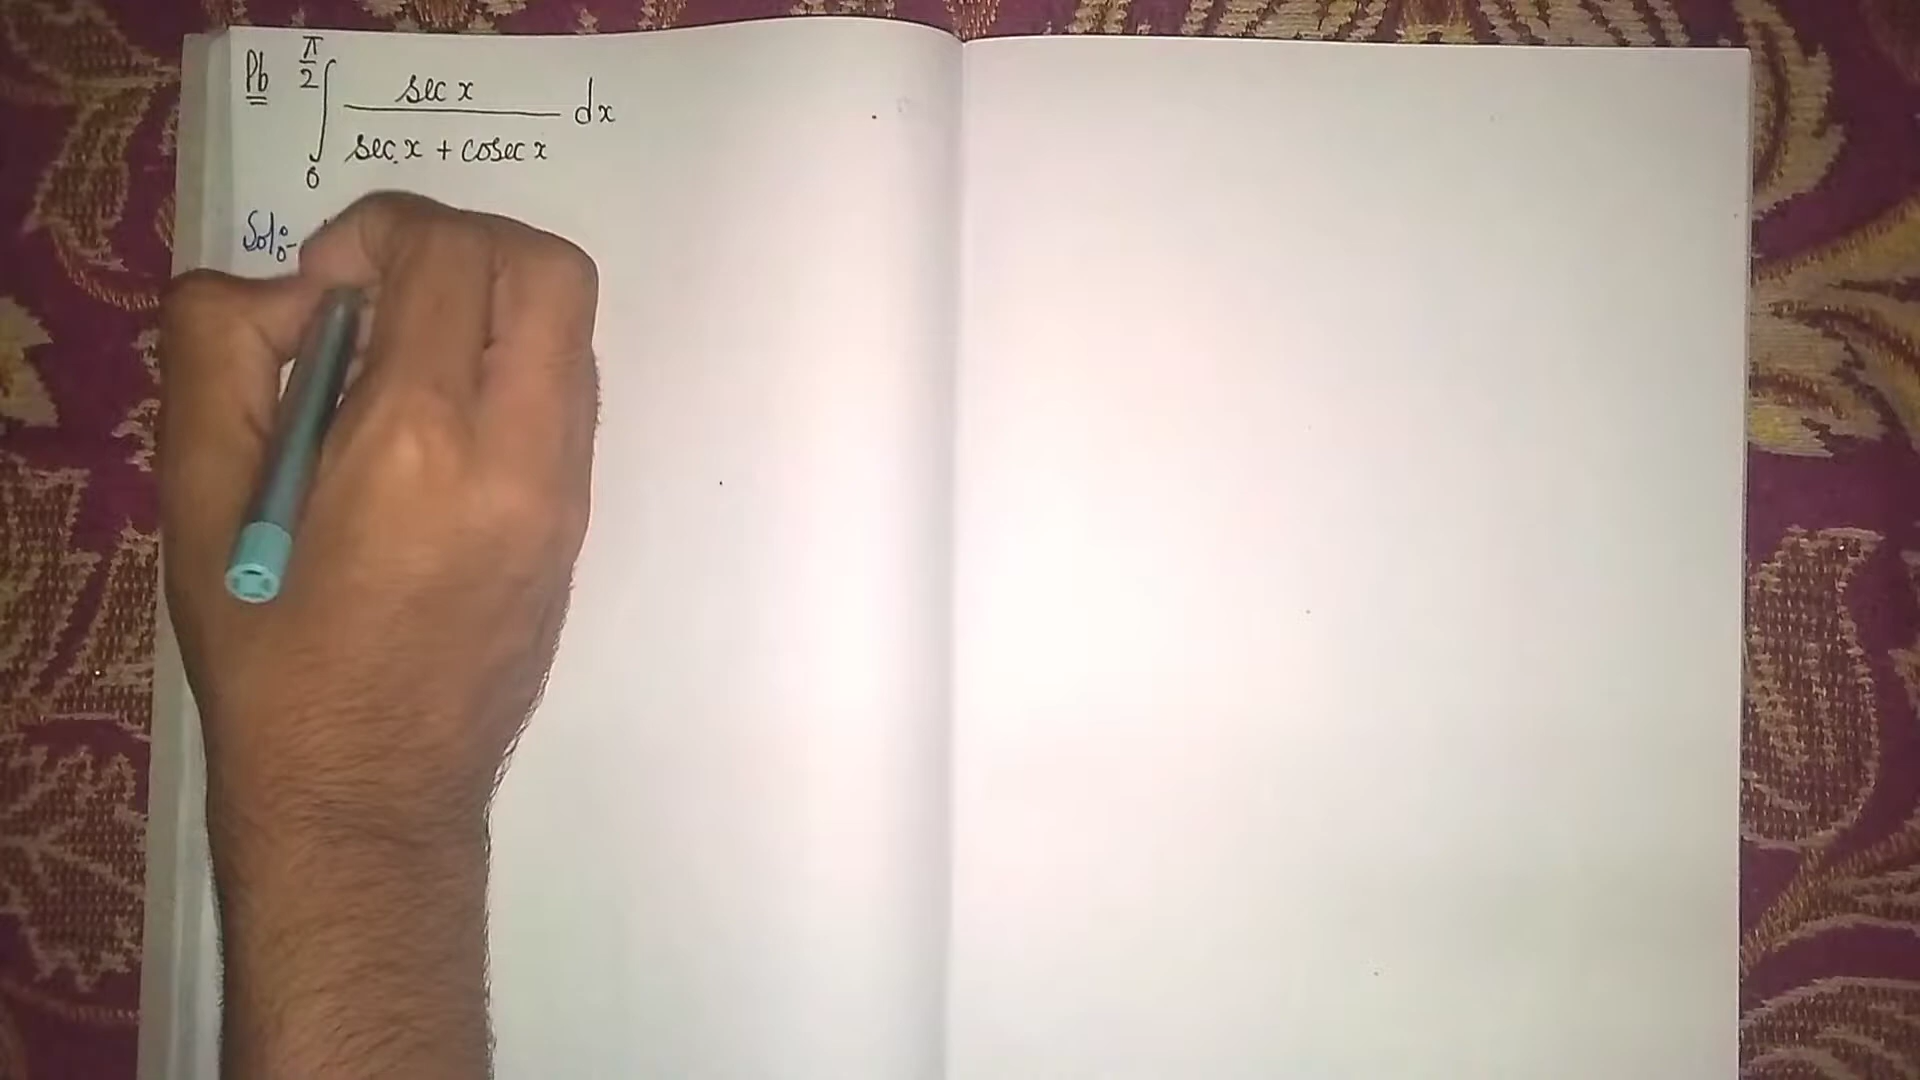 Pb ∫₀^(π/2) sec x / (sec x + cosec x) dx
Sol:-